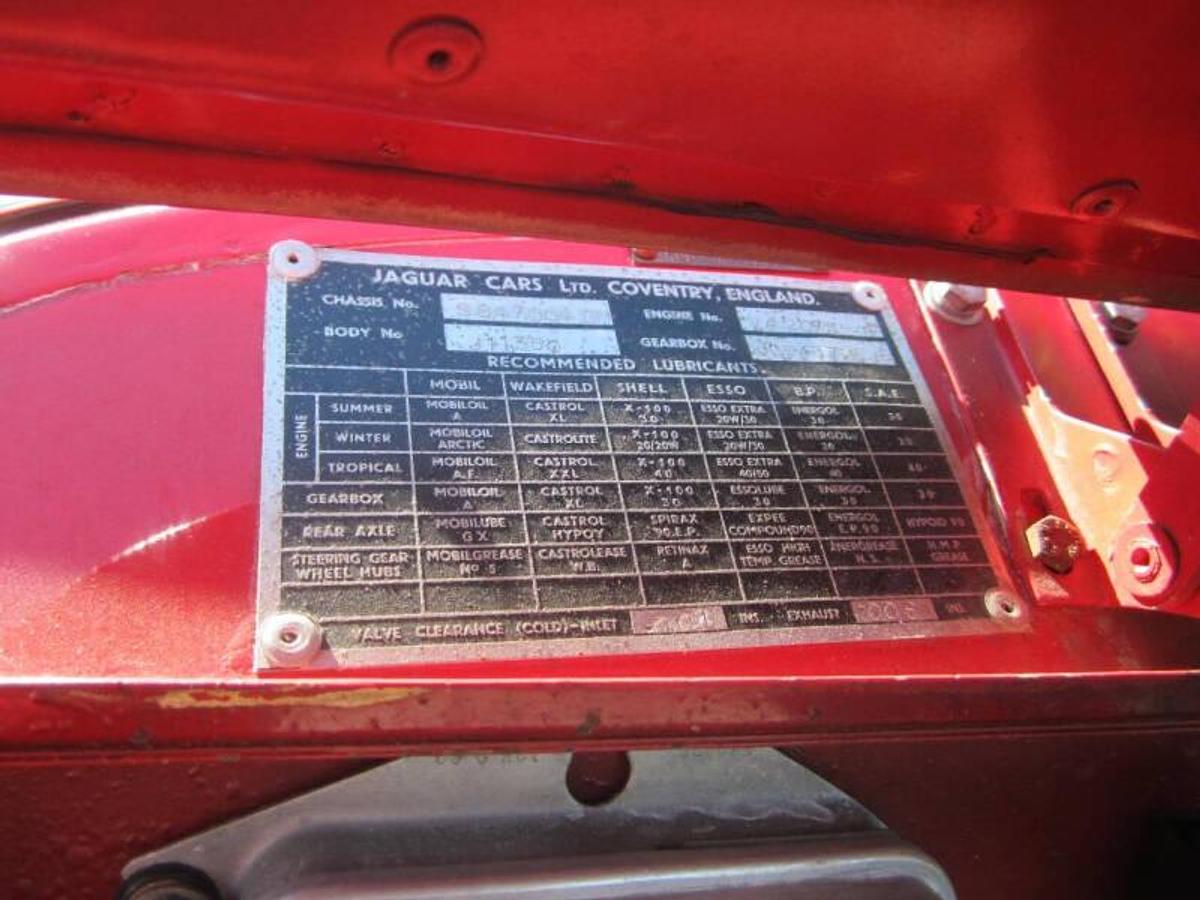 JAGUAR CARS LTD. COVENTRY, ENGLAND.
CHASSIS No. ENGINE No.
BODY No GEARBOX No.
RECOMMENDED LUBRICANTS.
MOBIL WAKEFIELD SHELL ESSO B.P. S.A.E.
ENGINE
SUMMER MOBILOIL A CASTROL XL X-100 30 ESSO EXTRA 20W/30 ENERGOL 30 30
WINTER MOBILOIL ARCTIC CASTROLITE X-100 20/20W ESSO EXTRA 20W/30 ENERGOL 20 20
TROPICAL MOBILOIL A.F. CASTROL XXL X-100 40 ESSO EXTRA 40/50 ENERGOL 40 40
GEARBOX MOBILOIL A CASTROL XL X-100 30 ESSOLUBE 30 ENERGOL 30 30
REAR AXLE MOBILUBE GX CASTROL HYPOY SPIRAX 90.E.P. EXPEE COMPOUND 90 ENERGOL EP90 HYPOID 90
STEERING GEAR WHEEL HUBS MOBILGREASE No 5 CASTROLEASE W.B. RETINAX A ESSO HIGH TEMP. GREASE ENERGREASE H.M.P. GREASE
VALVE CLEARANCE (COLD)-INLET INS. EXHAUST INS.